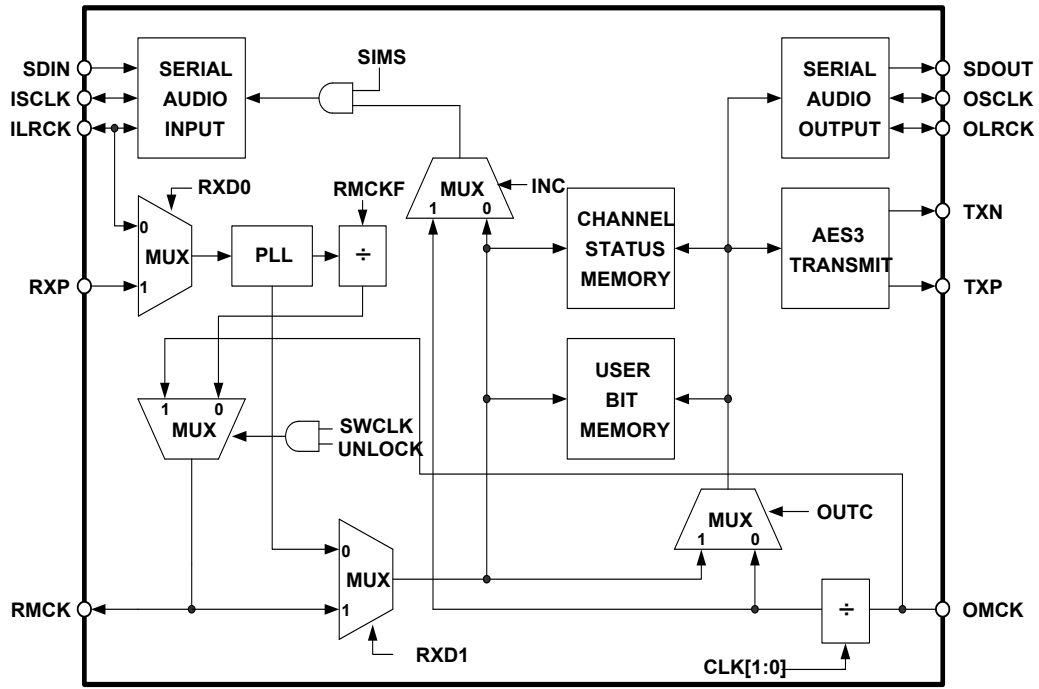 SIMS
SDIN
ISCLK
ILRCK
SERIAL
AUDIO
INPUT
SERIAL
AUDIO
OUTPUT
SDOUT
OSCLK
OLRCK
RXD0
RMCKF
MUX
1 0
INC
CHANNEL
STATUS
MEMORY
AES3
TRANSMIT
TXN
TXP
RXP
0
MUX
1
PLL
÷
1 0
MUX
SWCLK
UNLOCK
USER
BIT
MEMORY
MUX
1 0
OUTC
0
MUX
1
RMCK
RXD1
÷
OMCK
CLK[1:0]